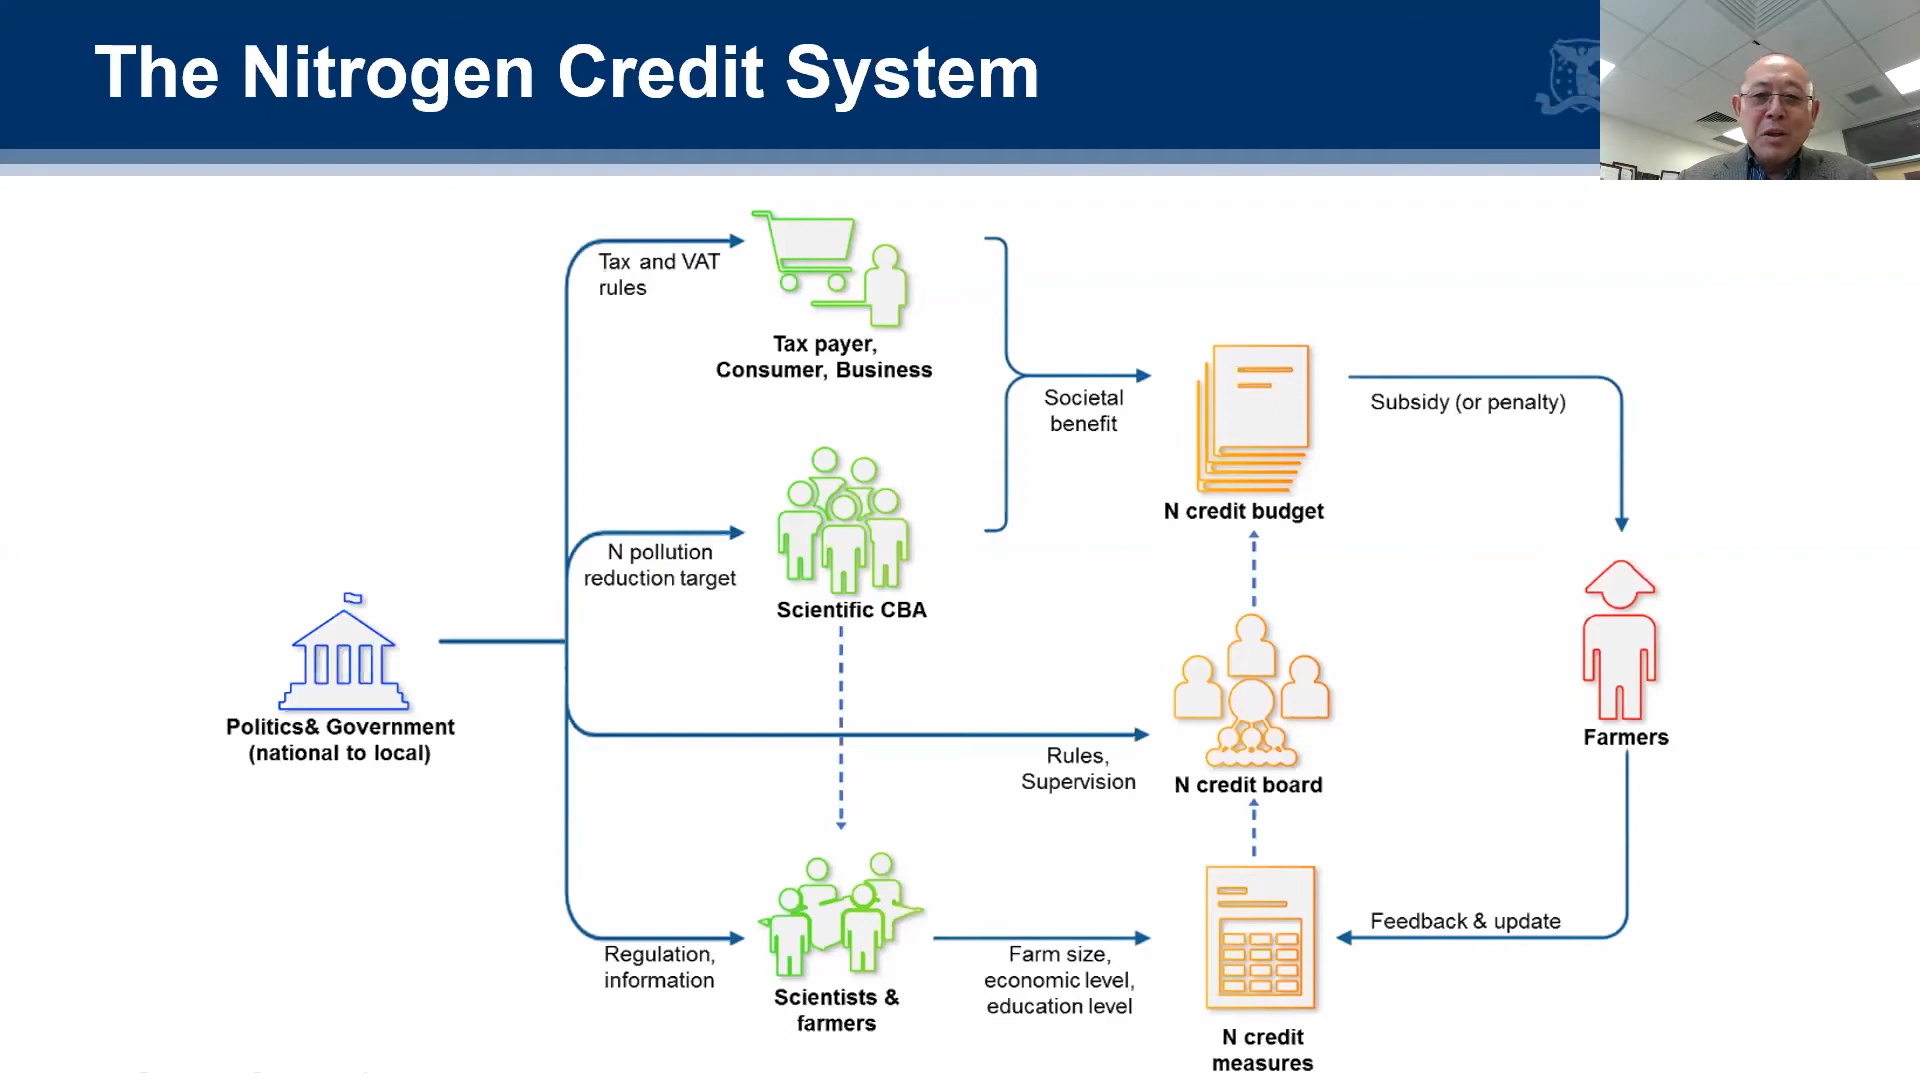 The Nitrogen Credit System
Tax and VAT
rules
Tax payer,
Consumer, Business
Societal
benefit
Subsidy (or penalty)
N credit budget
N pollution
reduction target
Scientific CBA
Politics& Government
(national to local)
Rules,
Supervision
N credit board
Farmers
Regulation,
information
Scientists &
farmers
Farm size,
economic level,
education level
Feedback & update
N credit
measures